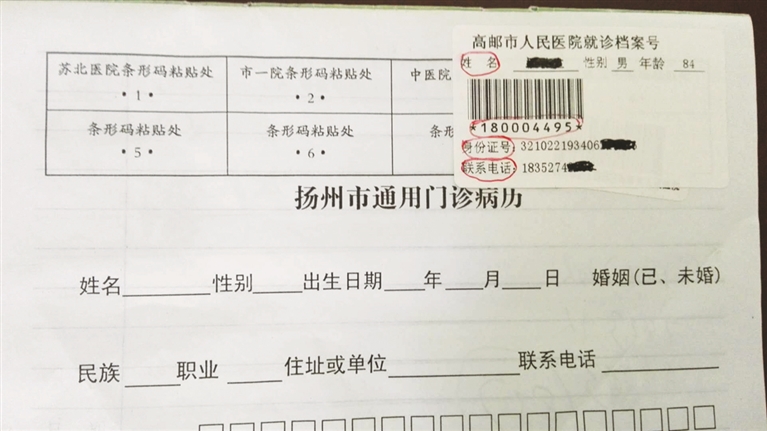 高邮市人民医院就诊档案号
姓 名 性别 男 年龄 84
*180004495*
身份证号: 321022193406
联系电话: 1835274
苏北医院条形码粘贴处 市一院条形码粘贴处 中医院
·1· ·2·
条形码粘贴处 条形码粘贴处 条形
·5· ·6·
扬州市通用门诊病历
姓名 性别 出生日期 年 月 日 婚姻(已、未婚)
民族 职业 住址或单位 联系电话